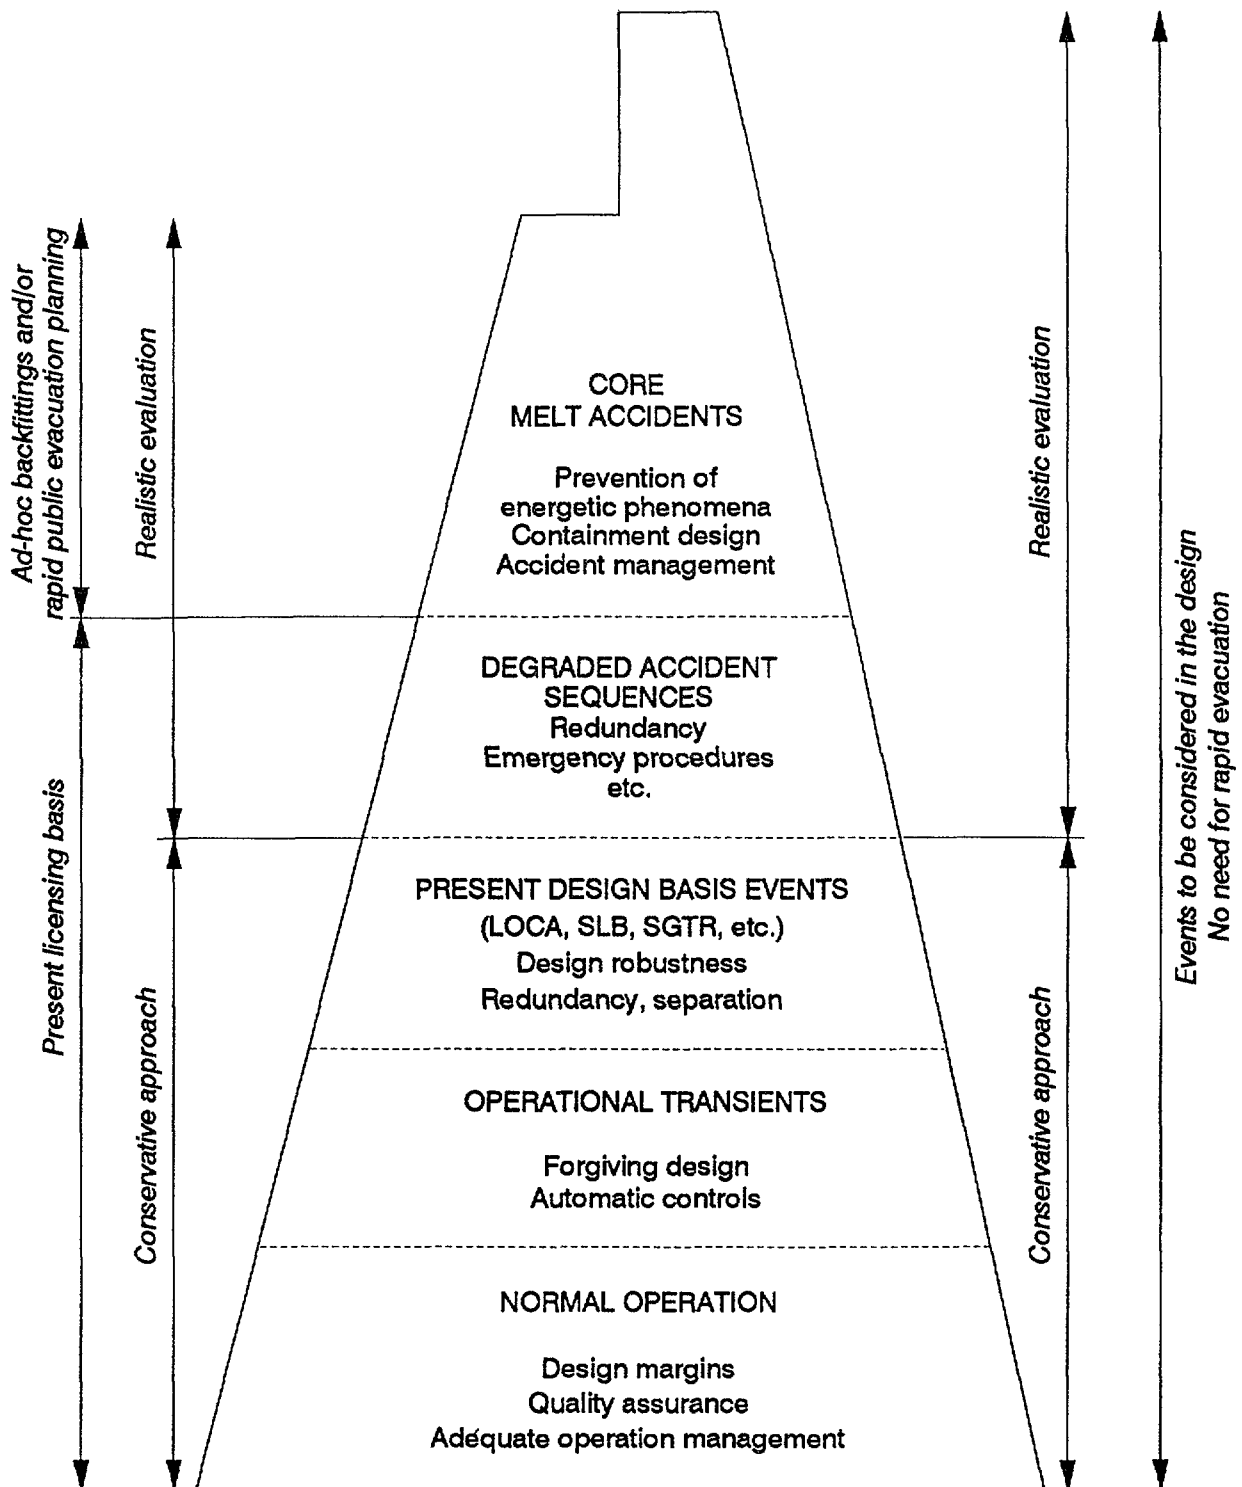 Ad-hoc backfittings and/or
rapid public evacuation planning
Realistic evaluation
Present licensing basis
Conservative approach
CORE
MELT ACCIDENTS
Prevention of
energetic phenomena
Containment design
Accident management
DEGRADED ACCIDENT
SEQUENCES
Redundancy
Emergency procedures
etc.
PRESENT DESIGN BASIS EVENTS
(LOCA, SLB, SGTR, etc.)
Design robustness
Redundancy, separation
OPERATIONAL TRANSIENTS
Forgiving design
Automatic controls
NORMAL OPERATION
Design margins
Quality assurance
Adequate operation management
Realistic evaluation
Conservative approach
Events to be considered in the design
No need for rapid evacuation